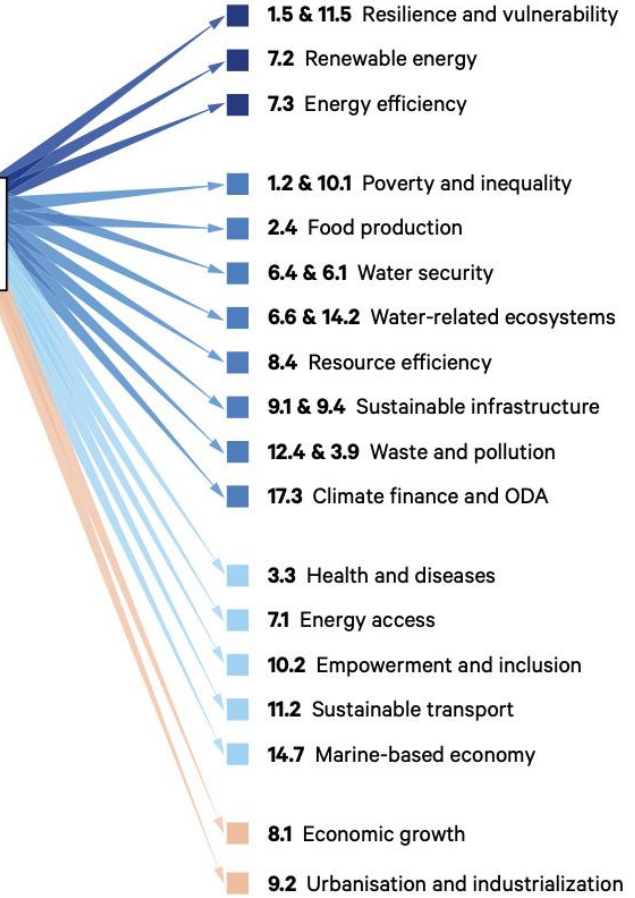 1.5 & 11.5 Resilience and vulnerability
7.2 Renewable energy
7.3 Energy efficiency
1.2 & 10.1 Poverty and inequality
2.4 Food production
6.4 & 6.1 Water security
6.6 & 14.2 Water-related ecosystems
8.4 Resource efficiency
9.1 & 9.4 Sustainable infrastructure
12.4 & 3.9 Waste and pollution
17.3 Climate finance and ODA
3.3 Health and diseases
7.1 Energy access
10.2 Empowerment and inclusion
11.2 Sustainable transport
14.7 Marine-based economy
8.1 Economic growth
9.2 Urbanisation and industrialization